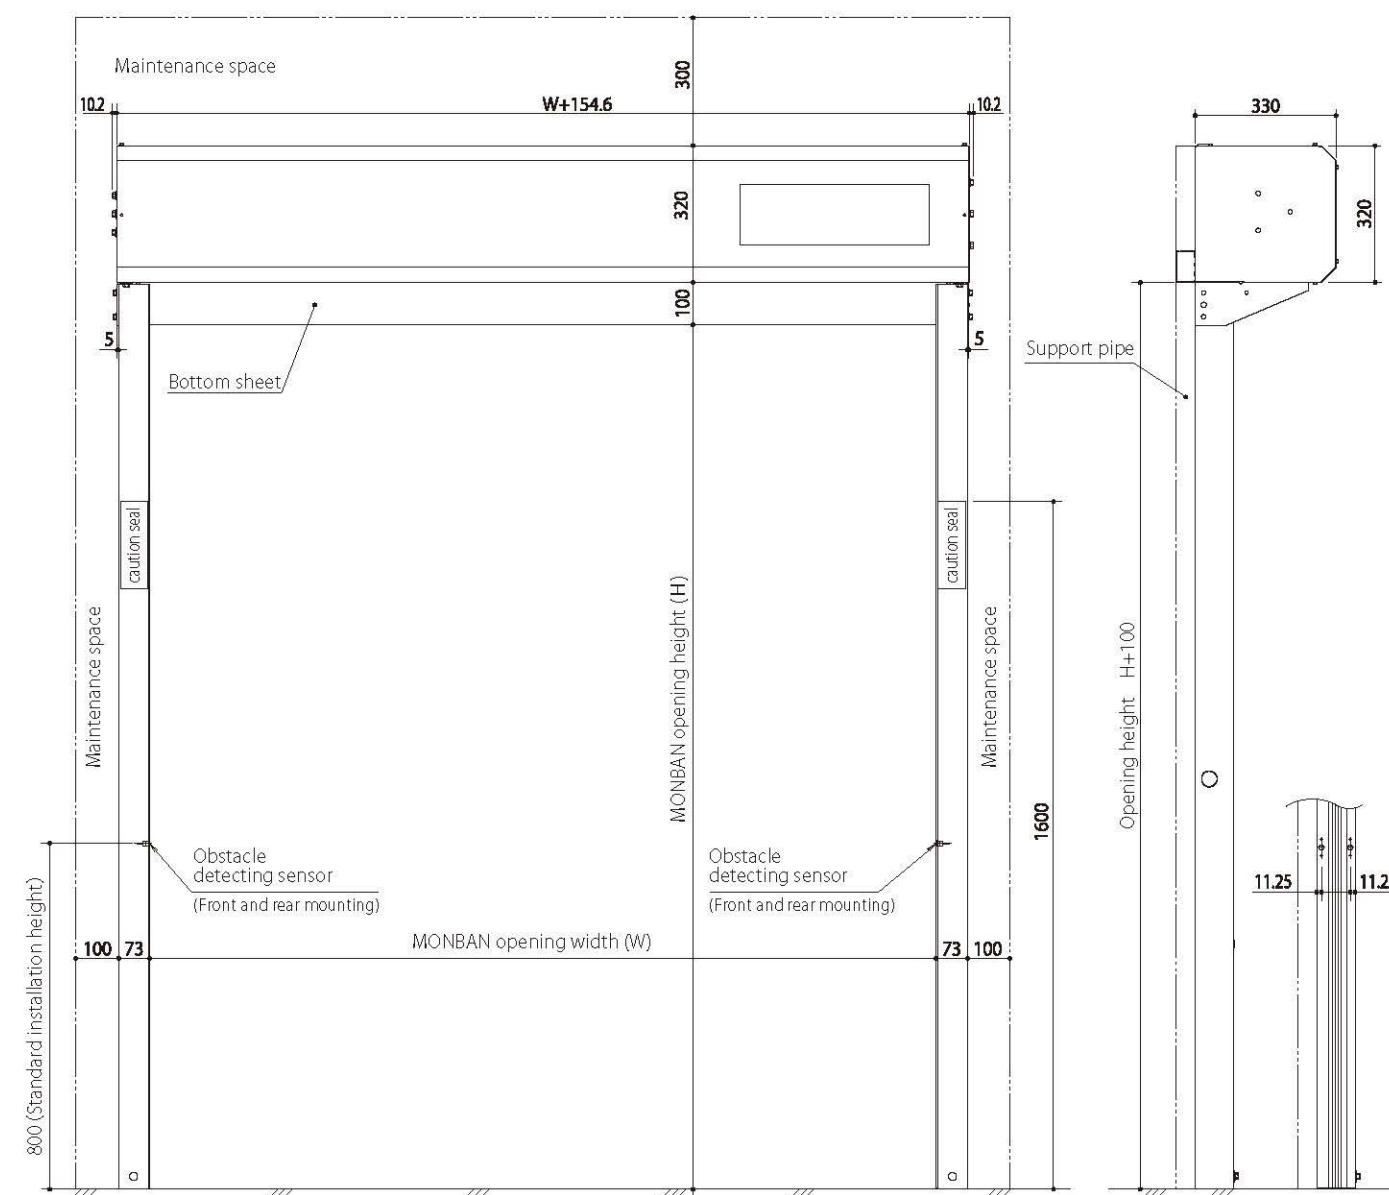 Maintenance space
300
10.2
W+154.6
10.2
330
320
320
100
5
5
Bottom sheet
Support pipe
caution seal
caution seal
Maintenance space
MONBAN opening height (H)
Maintenance space
Opening height H+100
1600
Obstacle
detecting sensor
(Front and rear mounting)
Obstacle
detecting sensor
(Front and rear mounting)
11.25
11.2
800 (Standard installation height)
100
73
MONBAN opening width (W)
73
100